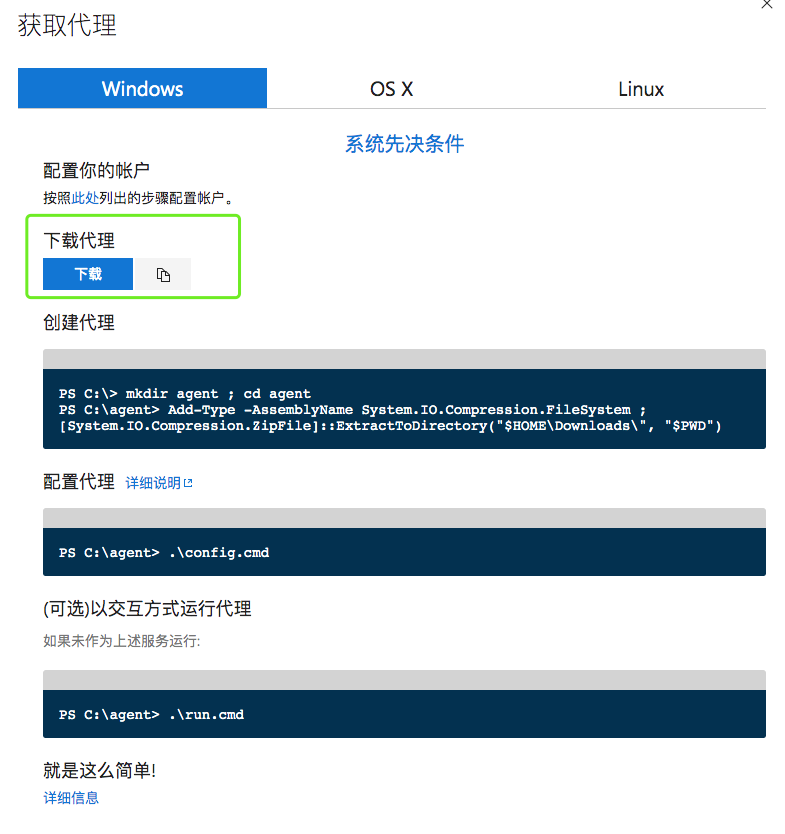 获取代理
Windows
OS X
Linux
系统先决条件
配置你的帐户
按照此处列出的步骤配置帐户。
下载代理
下载
创建代理
PS C:\> mkdir agent ; cd agent
PS C:\agent> Add-Type -AssemblyName System.IO.Compression.FileSystem ;
[System.IO.Compression.ZipFile]::ExtractToDirectory("$HOME\Downloads\", "$PWD")
配置代理 详细说明
PS C:\agent> .\config.cmd
(可选)以交互方式运行代理
如果未作为上述服务运行:
PS C:\agent> .\run.cmd
就是这么简单!
详细信息